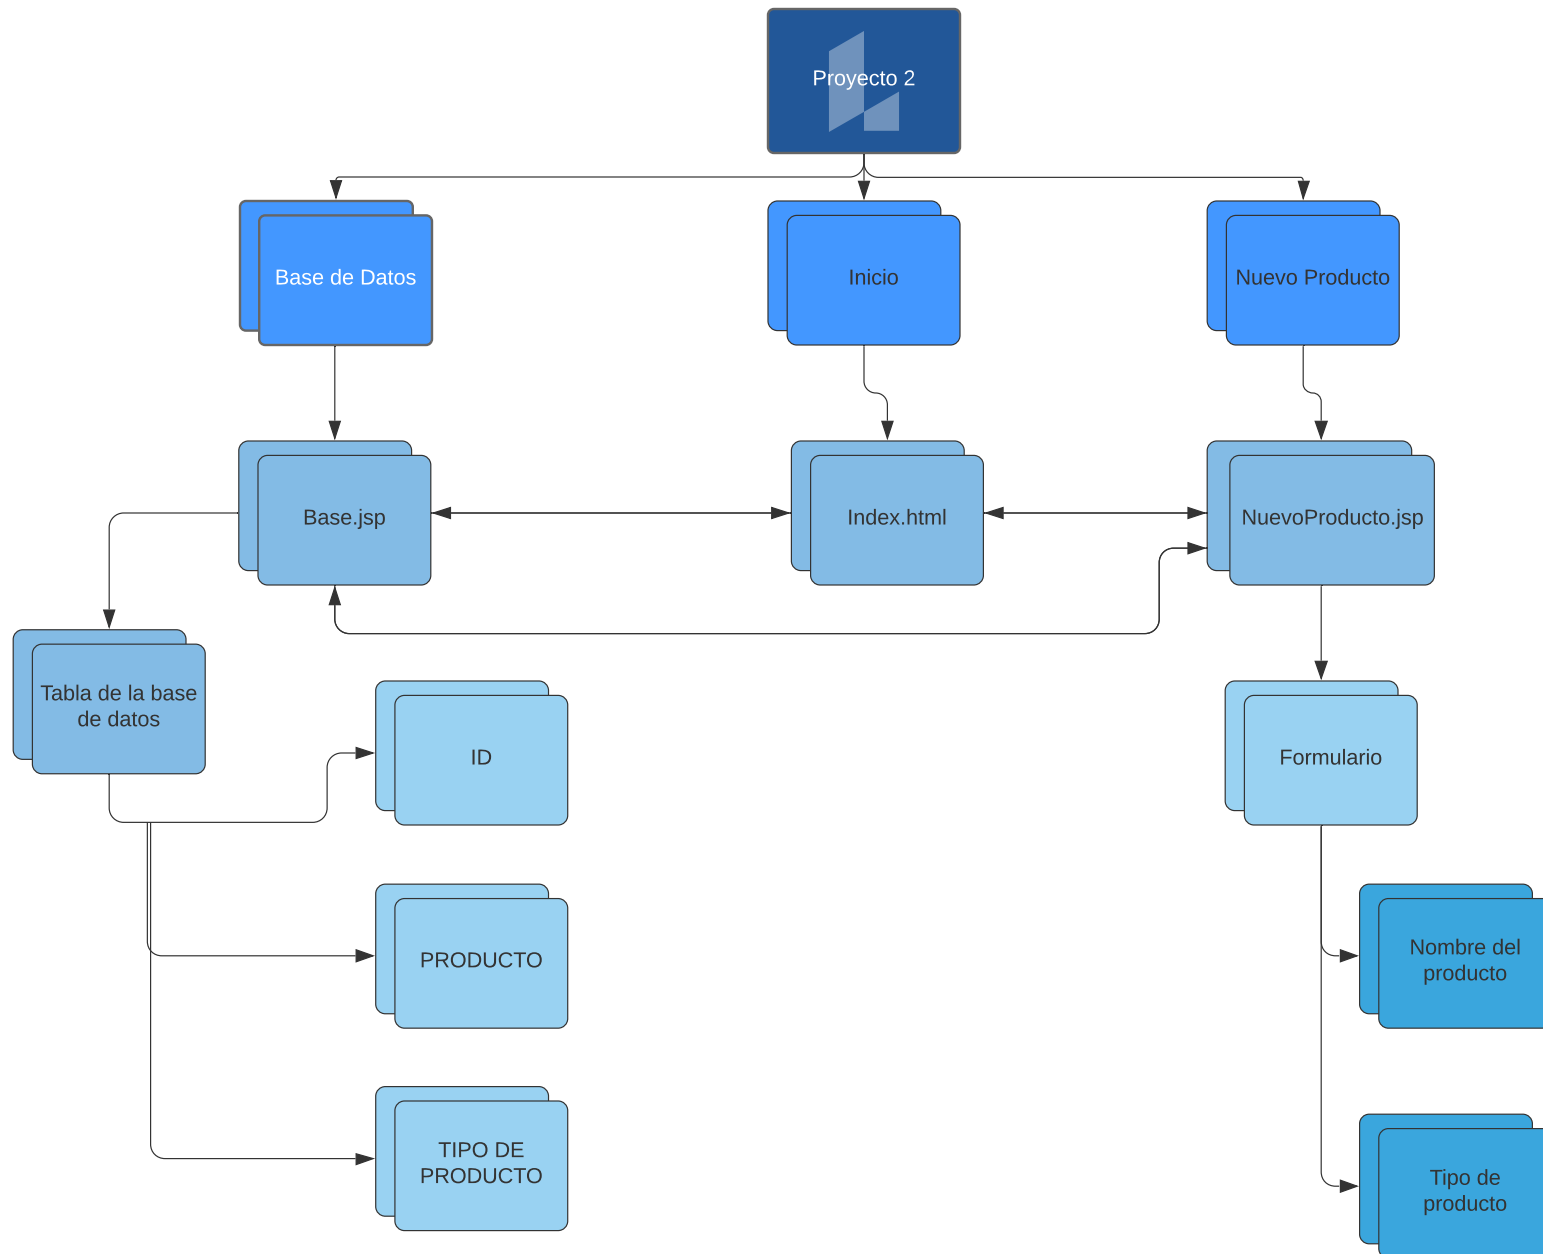 Proyecto 2
Base de Datos
Inicio
Nuevo Producto
Base.jsp
Index.html
NuevoProducto.jsp
Tabla de la base
de datos
ID
Formulario
PRODUCTO
Nombre del
producto
TIPO DE
PRODUCTO
Tipo de
producto